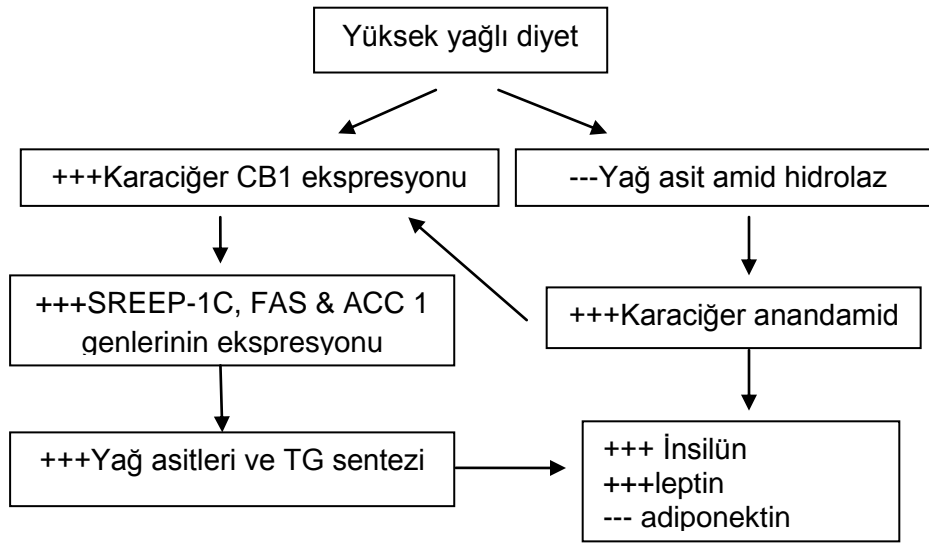 Yüksek yağlı diyet
+++Karaciğer CB1 ekspresyonu
---Yağ asit amid hidrolaz
+++SREEP-1C, FAS & ACC 1
genlerinin ekspresyonu
+++Karaciğer anandamid
+++Yağ asitleri ve TG sentezi
+++ İnsilün
+++leptin
--- adiponektin